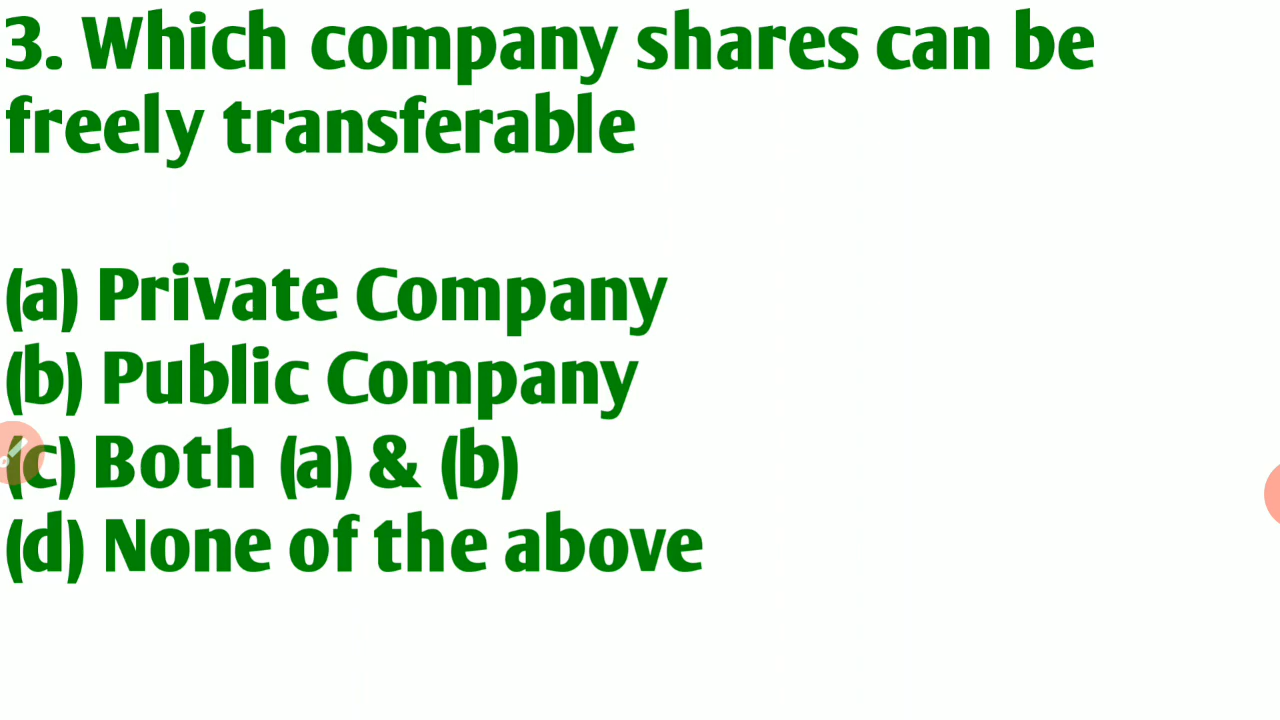 3. Which company shares can be
freely transferable
(a) Private Company
(b) Public Company
(c) Both (a) & (b)
(d) None of the above